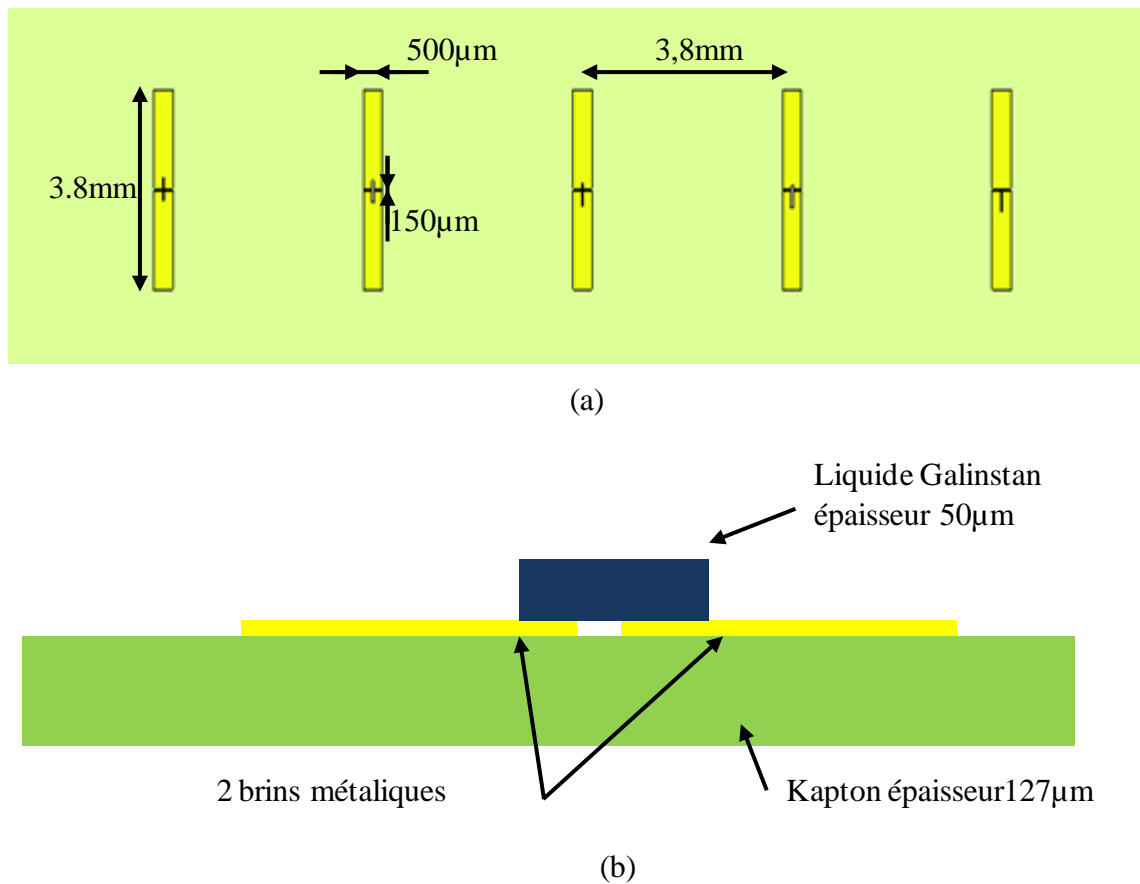 500µm
3,8mm
3.8mm
150µm
(a)
Liquide Galinstan
épaisseur 50µm
2 brins métaliques
Kapton épaisseur127µm
(b)